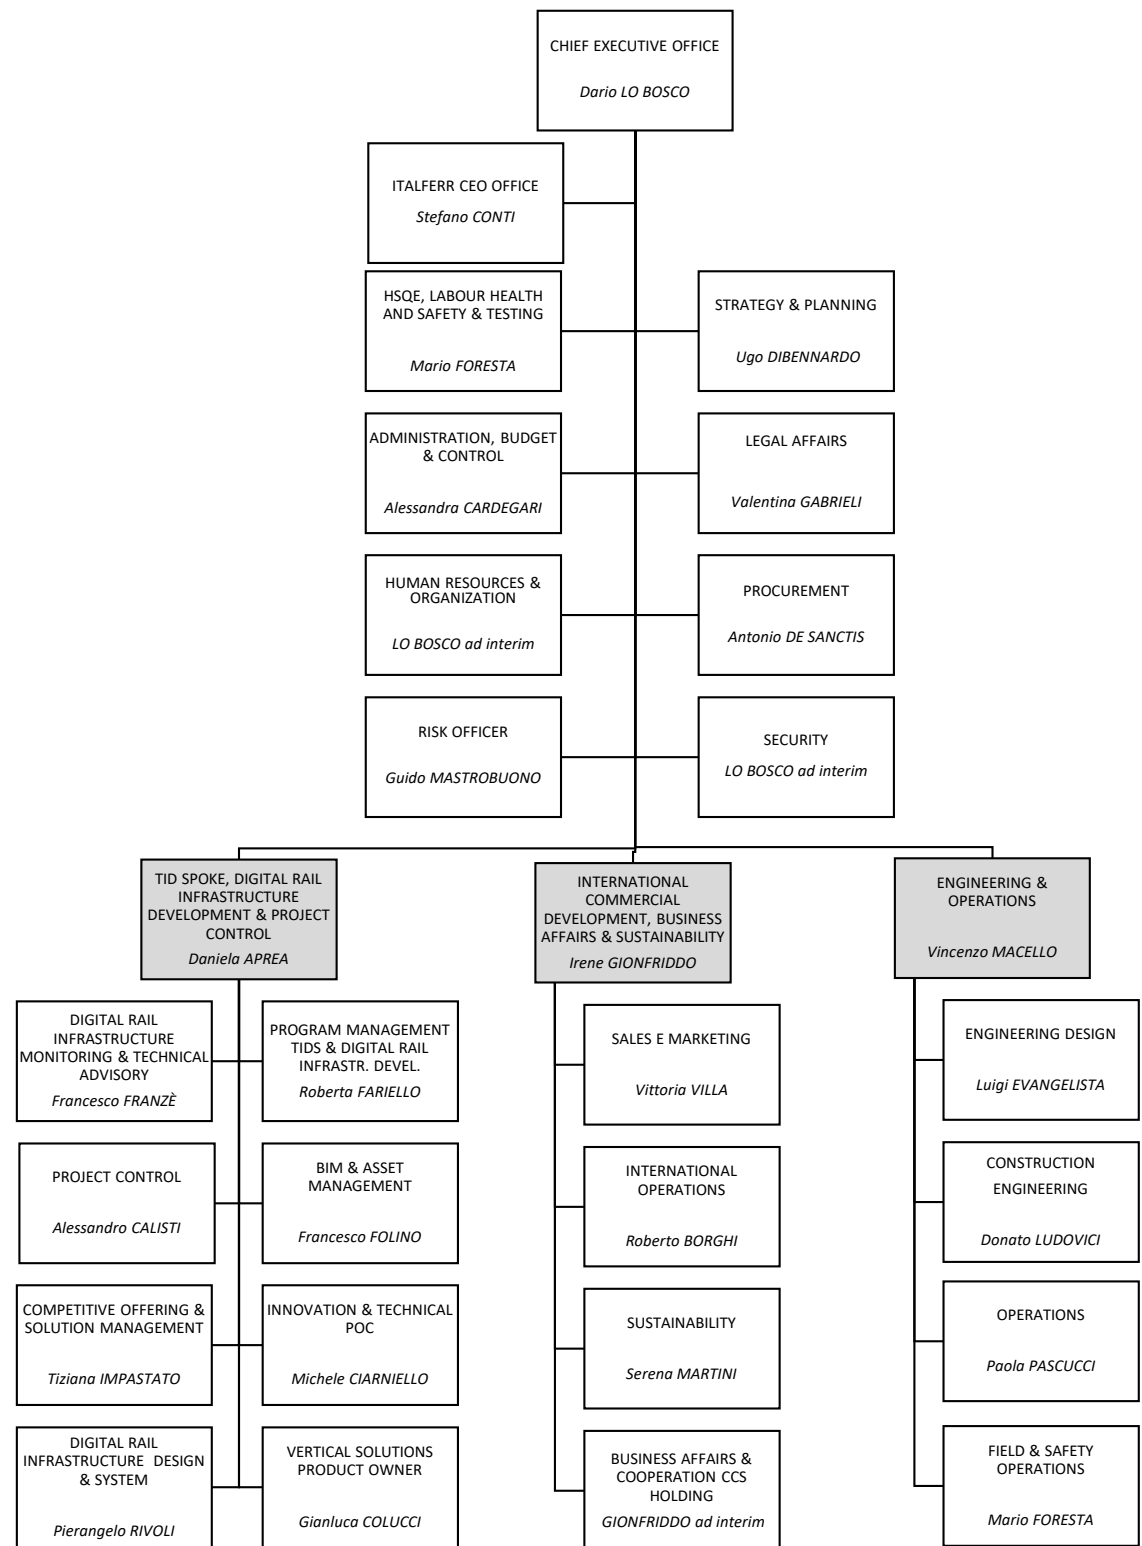 CHIEF EXECUTIVE OFFICE
Dario LO BOSCO
ITALFERR CEO OFFICE
Stefano CONTI
HSQE, LABOUR HEALTH
AND SAFETY & TESTING
Mario FORESTA
STRATEGY & PLANNING
Ugo DIBENNARDO
ADMINISTRATION, BUDGET
& CONTROL
Alessandra CARDEGARI
LEGAL AFFAIRS
Valentina GABRIELI
HUMAN RESOURCES &
ORGANIZATION
LO BOSCO ad interim
PROCUREMENT
Antonio DE SANCTIS
RISK OFFICER
Guido MASTROBUONO
SECURITY
LO BOSCO ad interim
TID SPOKE, DIGITAL RAIL
INFRASTRUCTURE
DEVELOPMENT & PROJECT
CONTROL
Daniela APREA
INTERNATIONAL
COMMERCIAL
DEVELOPMENT, BUSINESS
AFFAIRS & SUSTAINABILITY
Irene GIONFRIDDO
ENGINEERING &
OPERATIONS
Vincenzo MACELLO
DIGITAL RAIL
INFRASTRUCTURE
MONITORING & TECHNICAL
ADVISORY
Francesco FRANZÈ
PROGRAM MANAGEMENT
TIDS & DIGITAL RAIL
INFRASTR. DEVEL.
Roberta FARIELLO
SALES E MARKETING
Vittoria VILLA
ENGINEERING DESIGN
Luigi EVANGELISTA
PROJECT CONTROL
Alessandro CALISTI
BIM & ASSET
MANAGEMENT
Francesco FOLINO
INTERNATIONAL
OPERATIONS
Roberto BORGHI
CONSTRUCTION
ENGINEERING
Donato LUDOVICI
COMPETITIVE OFFERING &
SOLUTION MANAGEMENT
Tiziana IMPASTATO
INNOVATION & TECHNICAL
POC
Michele CIARNIELLO
SUSTAINABILITY
Serena MARTINI
OPERATIONS
Paola PASCUCCI
DIGITAL RAIL
INFRASTRUCTURE DESIGN
& SYSTEM
Pierangelo RIVOLI
VERTICAL SOLUTIONS
PRODUCT OWNER
Gianluca COLUCCI
BUSINESS AFFAIRS &
COOPERATION CCS
HOLDING
GIONFRIDDO ad interim
FIELD & SAFETY
OPERATIONS
Mario FORESTA